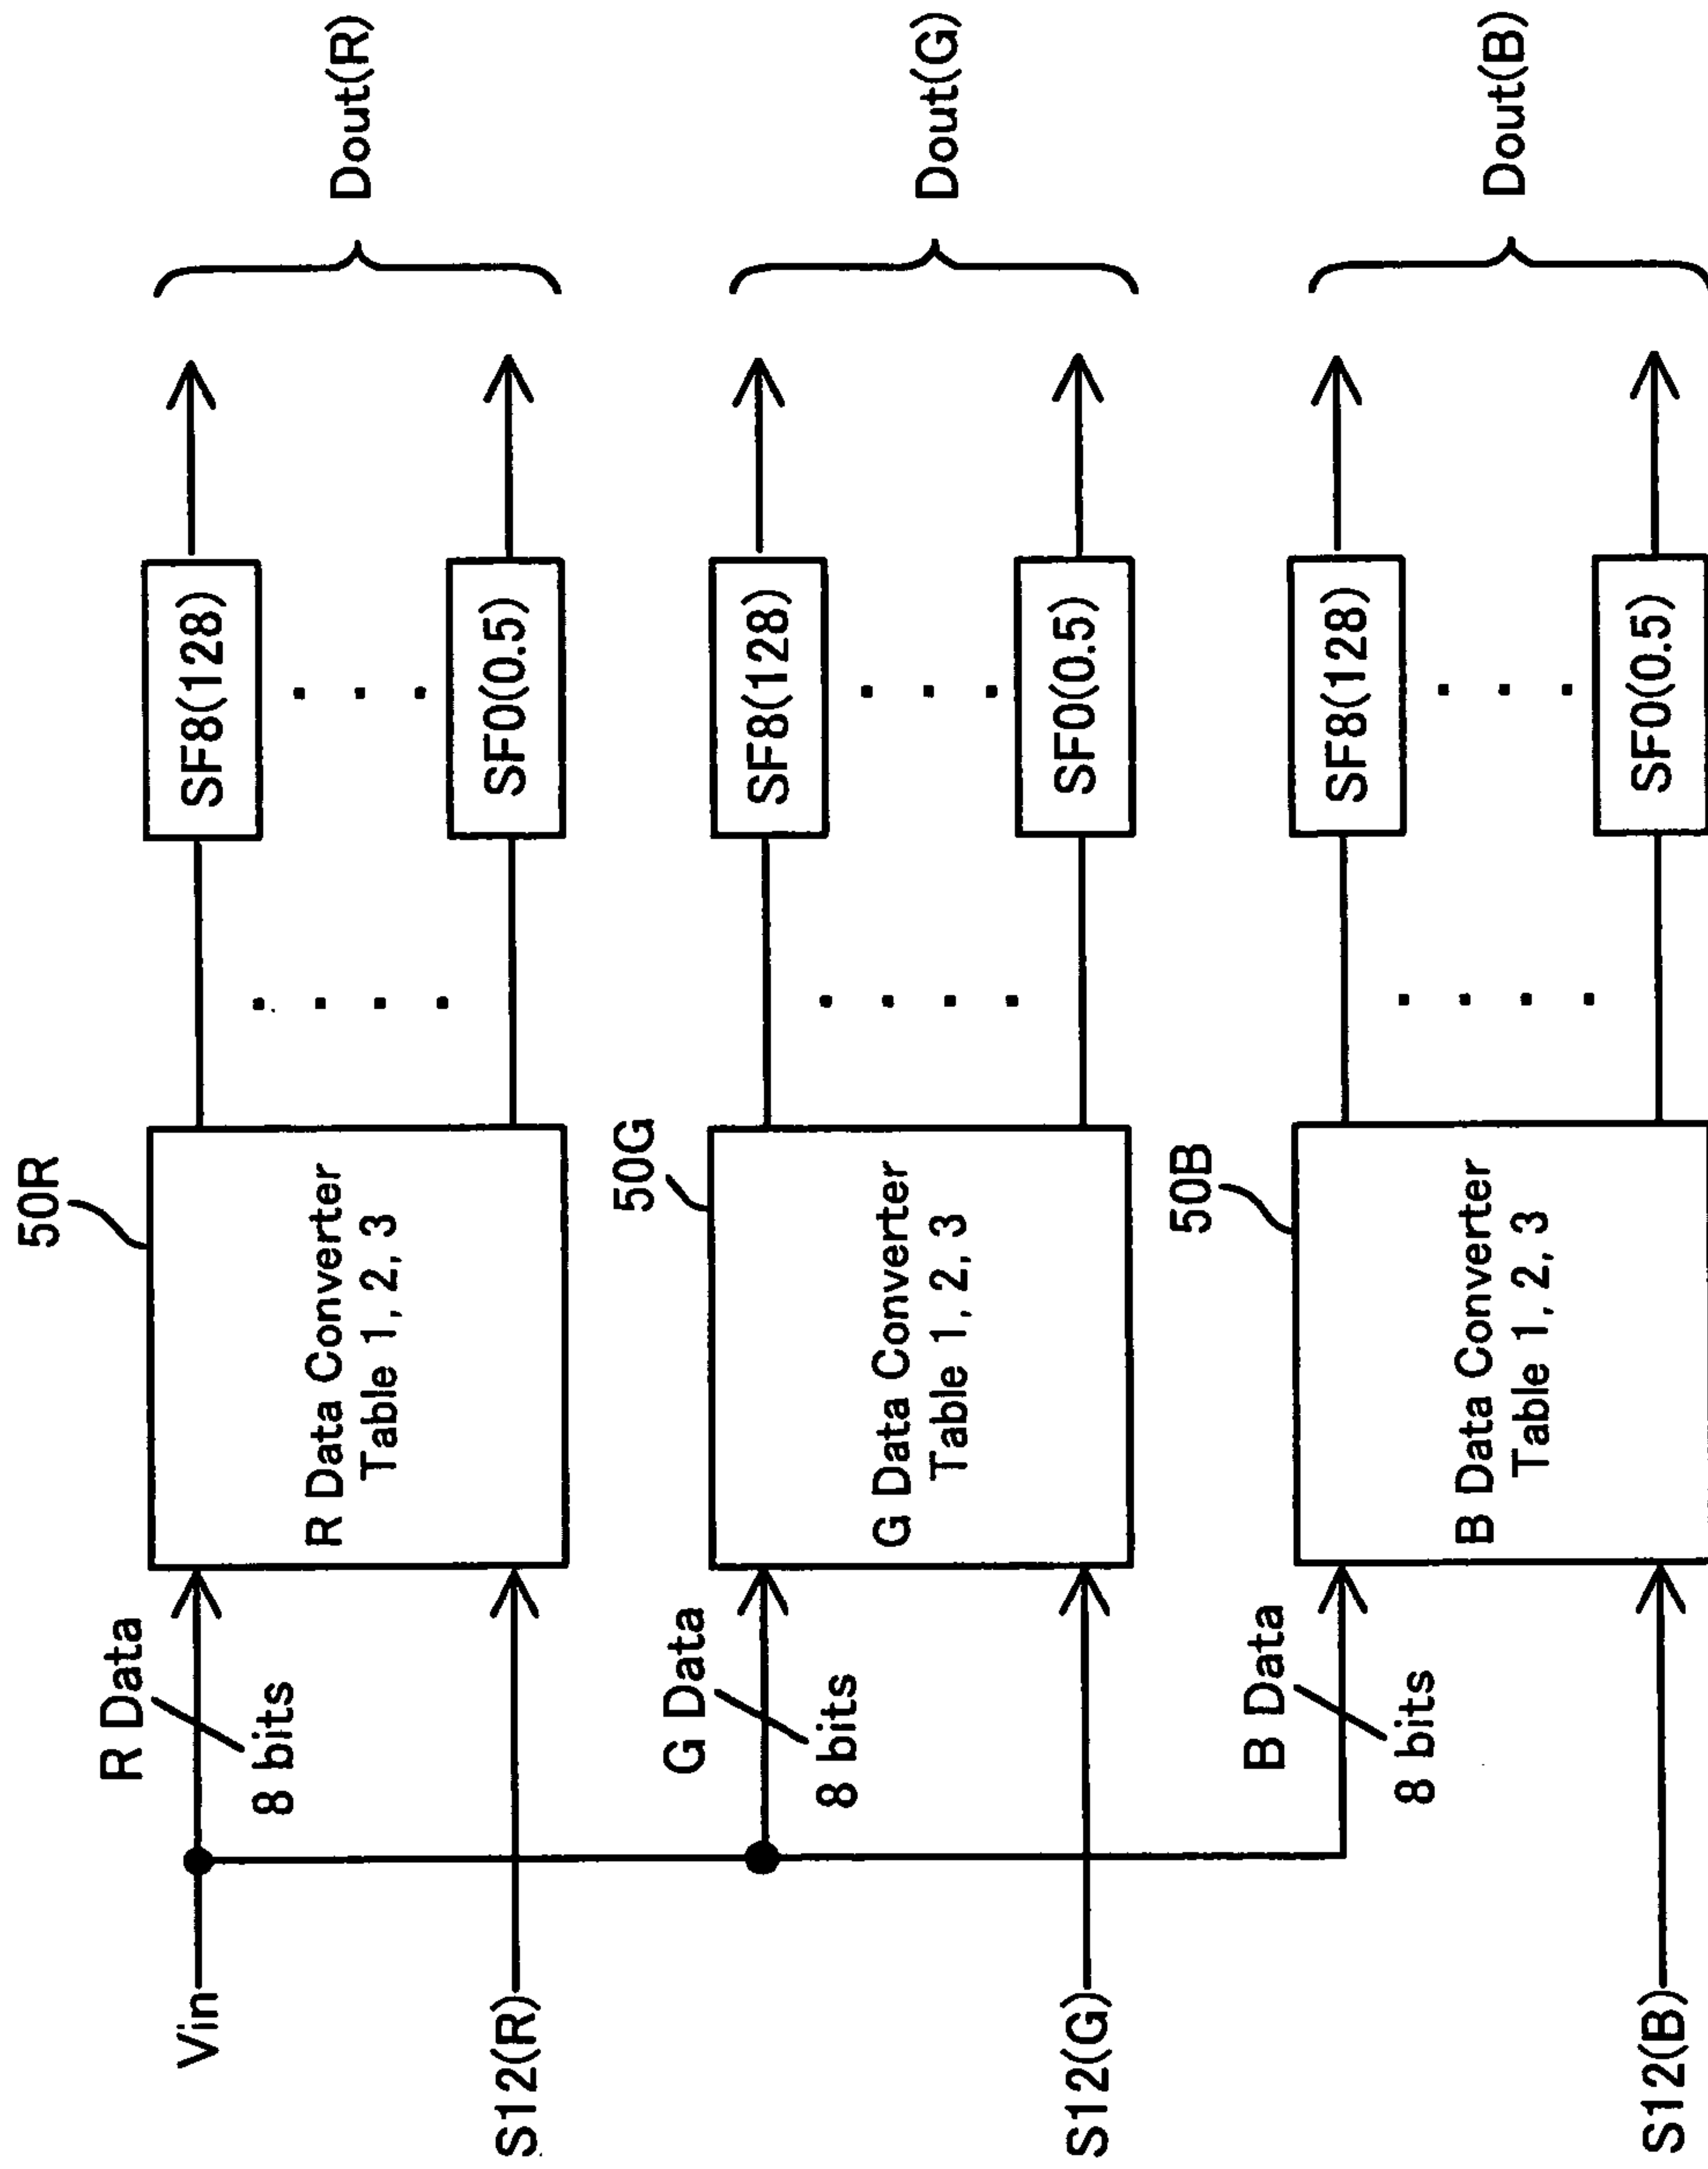 Vin
R Data
8 bits
S12(R)
50R
R Data Converter
Table 1, 2, 3
SF8(128)
SF0(0.5)
Dout(R)
G Data
8 bits
S12(G)
50G
G Data Converter
Table 1, 2, 3
SF8(128)
SF0(0.5)
Dout(G)
B Data
8 bits
S12(B)
50B
B Data Converter
Table 1, 2, 3
SF8(128)
SF0(0.5)
Dout(B)